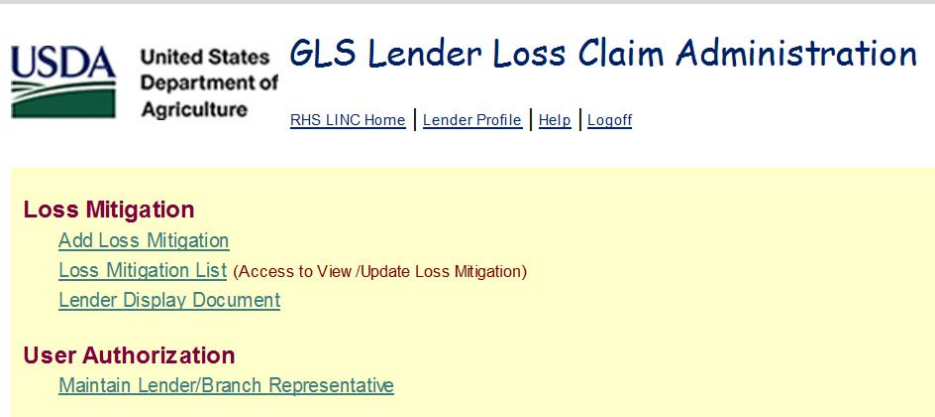 USDA
United States
Department of
Agriculture
GLS Lender Loss Claim Administration
RHS LINC Home | Lender Profile | Help | Logoff
Loss Mitigation
Add Loss Mitigation
Loss Mitigation List (Access to View /Update Loss Mitigation)
Lender Display Document
User Authorization
Maintain Lender/Branch Representative